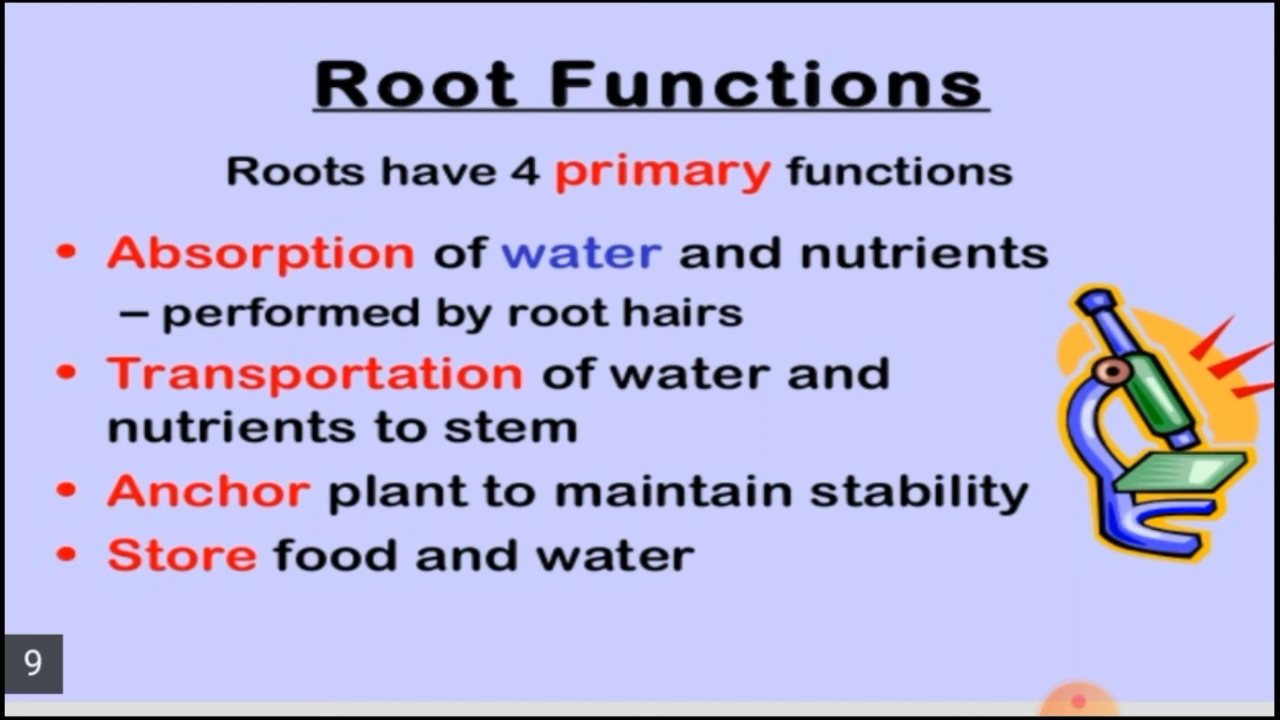 Root Functions
Roots have 4 primary functions
• Absorption of water and nutrients
– performed by root hairs
• Transportation of water and
nutrients to stem
• Anchor plant to maintain stability
• Store food and water
9